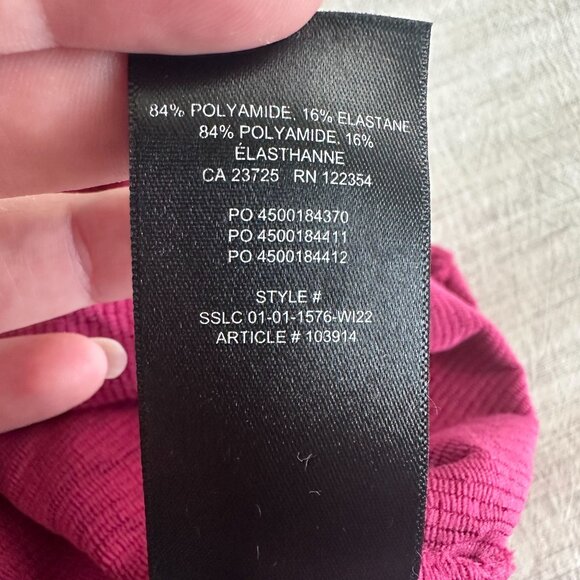 84% POLYAMIDE, 16% ELASTANE
84% POLYAMIDE, 16%
ÉLASTHANNE
CA 23725 RN 122354
PO 4500184370
PO 4500184411
PO 4500184412
STYLE #
SSLC 01-01-1576-WI22
ARTICLE # 103914